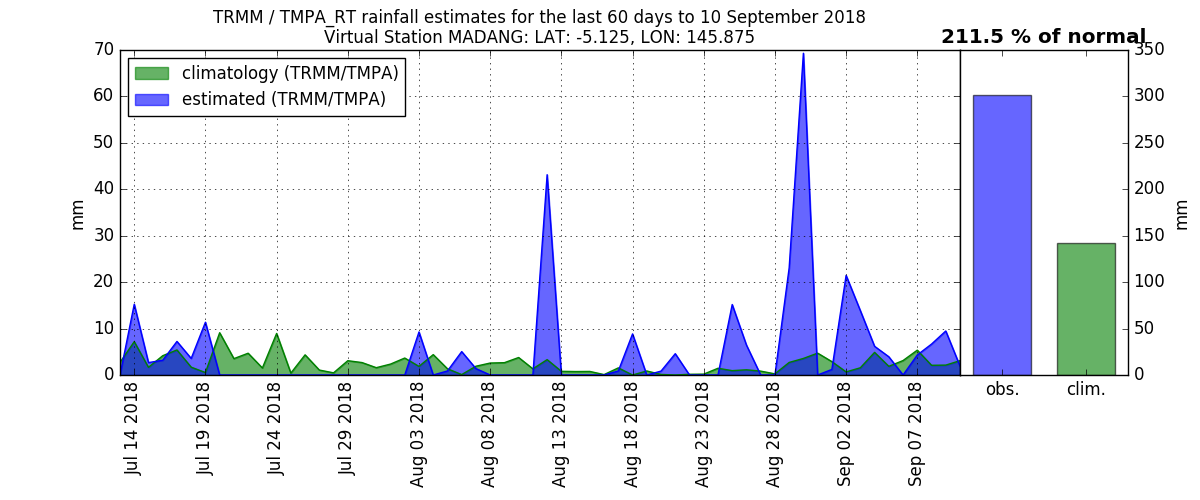 TRMM / TMPA_RT rainfall estimates for the last 60 days to 10 September 2018
Virtual Station MADANG: LAT: -5.125, LON: 145.875
211.5 % of normal
climatology (TRMM/TMPA)
estimated (TRMM/TMPA)
70
60
50
40
30
20
10
0
mm
Jul 14 2018
Jul 19 2018
Jul 24 2018
Jul 29 2018
Aug 03 2018
Aug 08 2018
Aug 13 2018
Aug 18 2018
Aug 23 2018
Aug 28 2018
Sep 02 2018
Sep 07 2018
350
300
250
200
150
100
50
0
mm
obs.
clim.